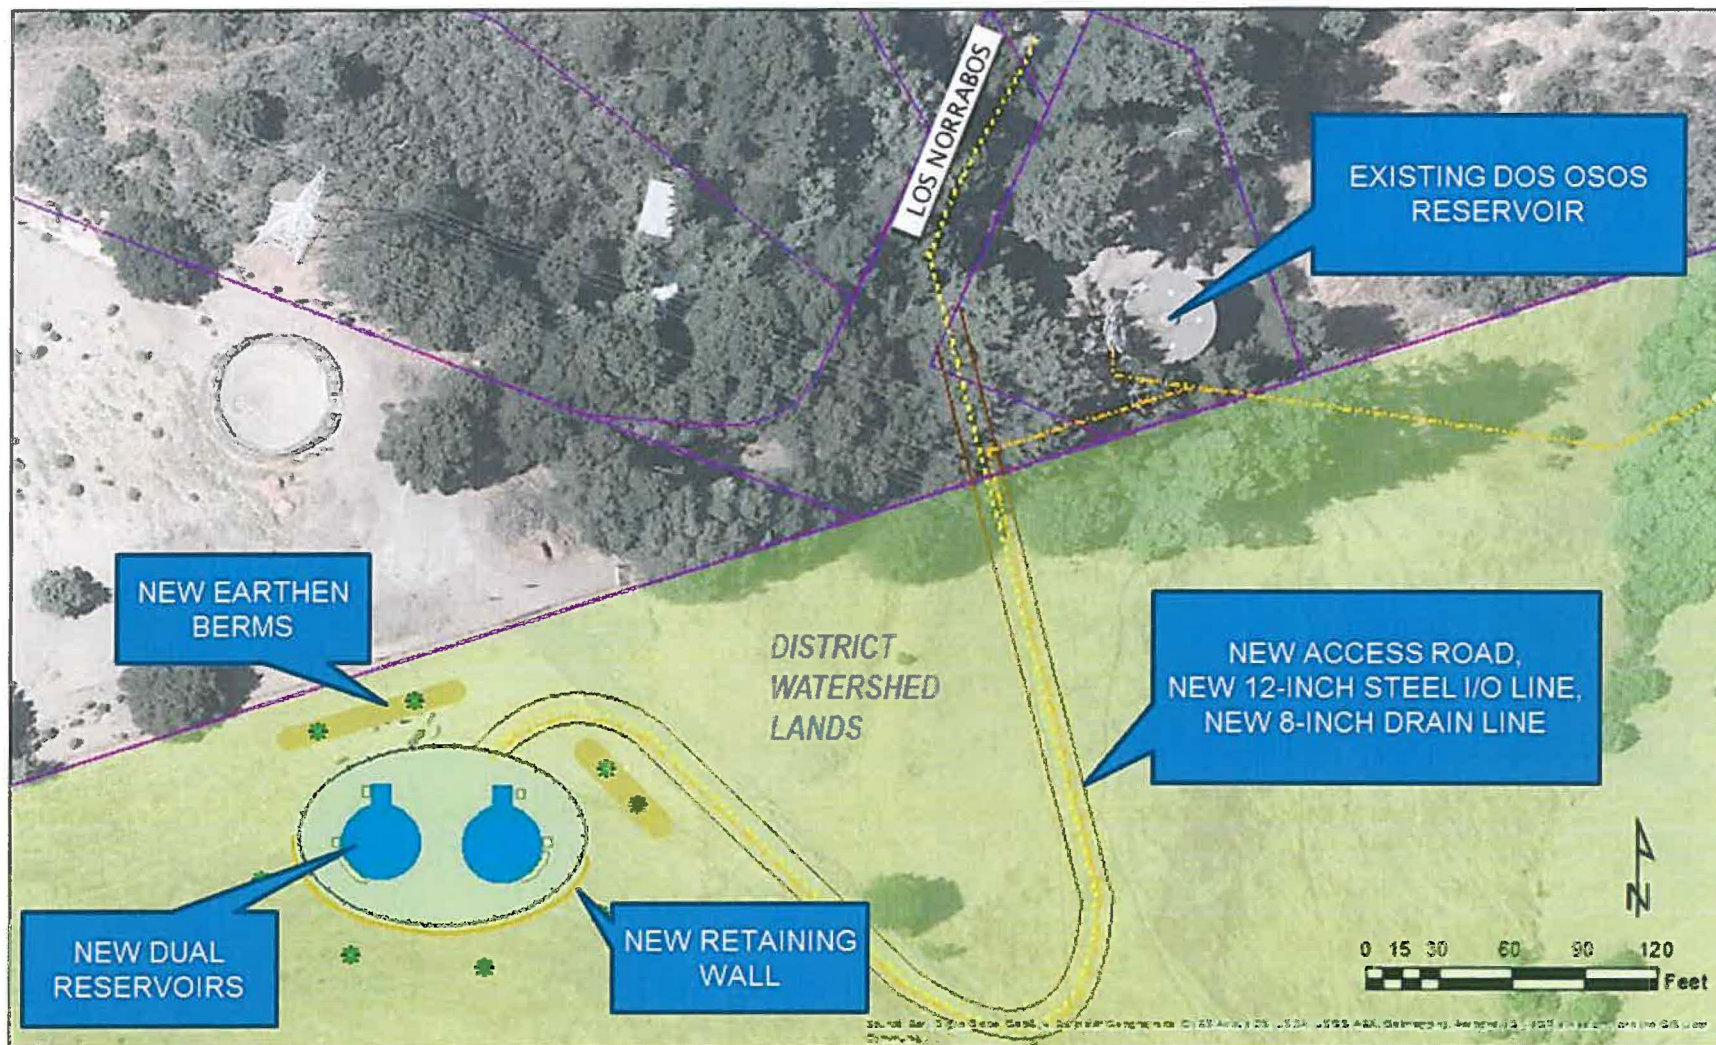 LOS NORRABOS
EXISTING DOS OSOS
RESERVOIR
NEW EARTHEN
BERMS
DISTRICT
WATERSHED
LANDS
NEW ACCESS ROAD,
NEW 12-INCH STEEL I/O LINE,
NEW 8-INCH DRAIN LINE
NEW DUAL
RESERVOIRS
NEW RETAINING
WALL
N
0 15 30 60 90 120
Feet